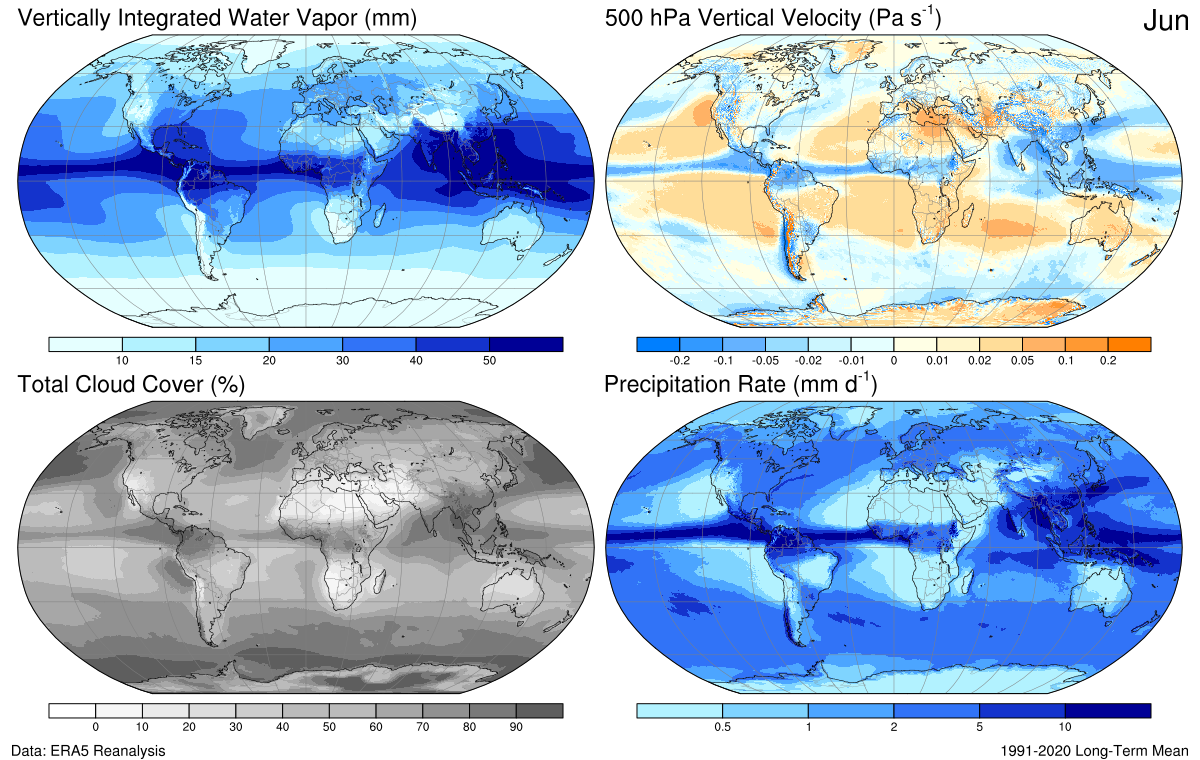 Vertically Integrated Water Vapor (mm)
500 hPa Vertical Velocity (Pa s-1)
Jun
10 15 20 30 40 50
-0.2 -0.1 -0.05 -0.02 -0.01 0 0.01 0.02 0.05 0.1 0.2
Total Cloud Cover (%)
Precipitation Rate (mm d-1)
0 10 20 30 40 50 60 70 80 90
0.5 1 2 5 10
Data: ERA5 Reanalysis
1991-2020 Long-Term Mean